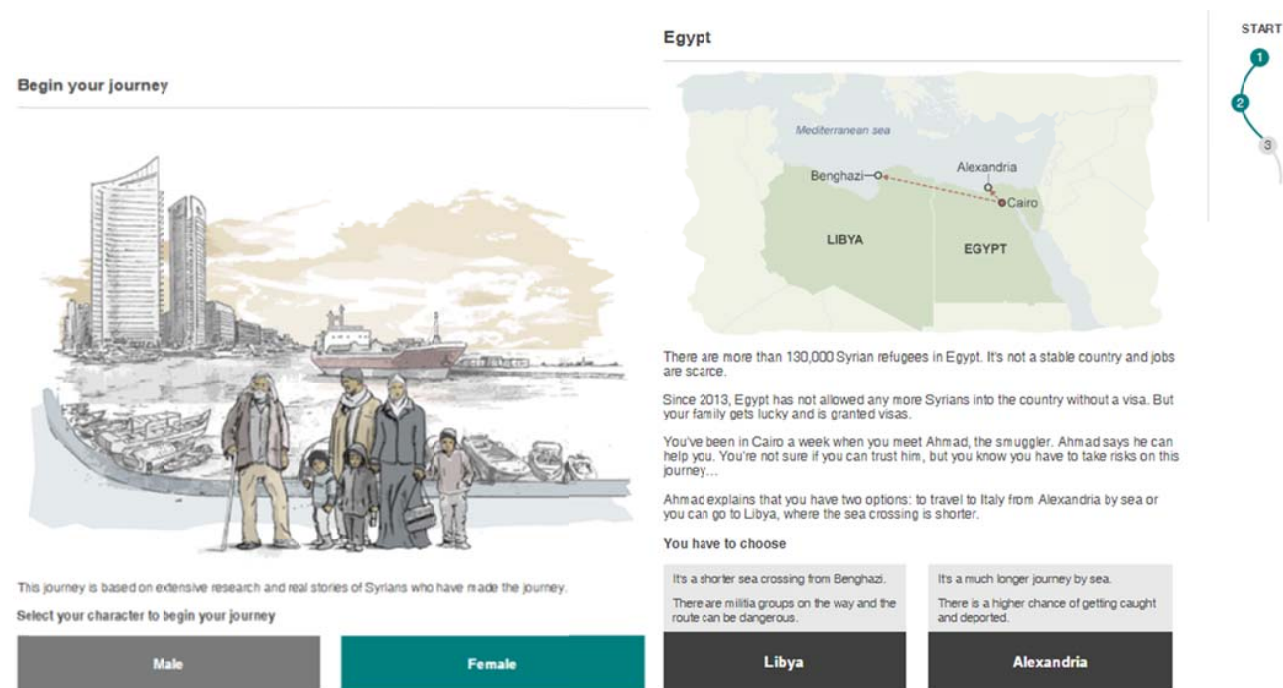 Begin your journey
This journey is based on extensive research and real stories of Syrians who have made the journey.
Select your character to begin your journey
Male
Female
Egypt
Mediterranean sea
Benghazi
Alexandria
Cairo
LIBYA
EGYPT
There are more than 130,000 Syrian refugees in Egypt. It's not a stable country and jobs
are scarce.
Since 2013, Egypt has not allowed any more Syrians into the country without a visa. But
your family gets lucky and is granted visas.
You've been in Cairo a week when you meet Ahmad, the smuggler. Ahmad says he can
help you. You're not sure if you can trust him, but you know you have to take risks on this
journey...
Ahmad explains that you have two options: to travel to Italy from Alexandria by sea or
you can go to Libya, where the sea crossing is shorter.
You have to choose
It's a shorter sea crossing from Benghazi.
There are militia groups on the way and the
route can be dangerous.
Libya
It's a much longer journey by sea.
There is a higher chance of getting caught
and deported.
Alexandria
START
1
2
3